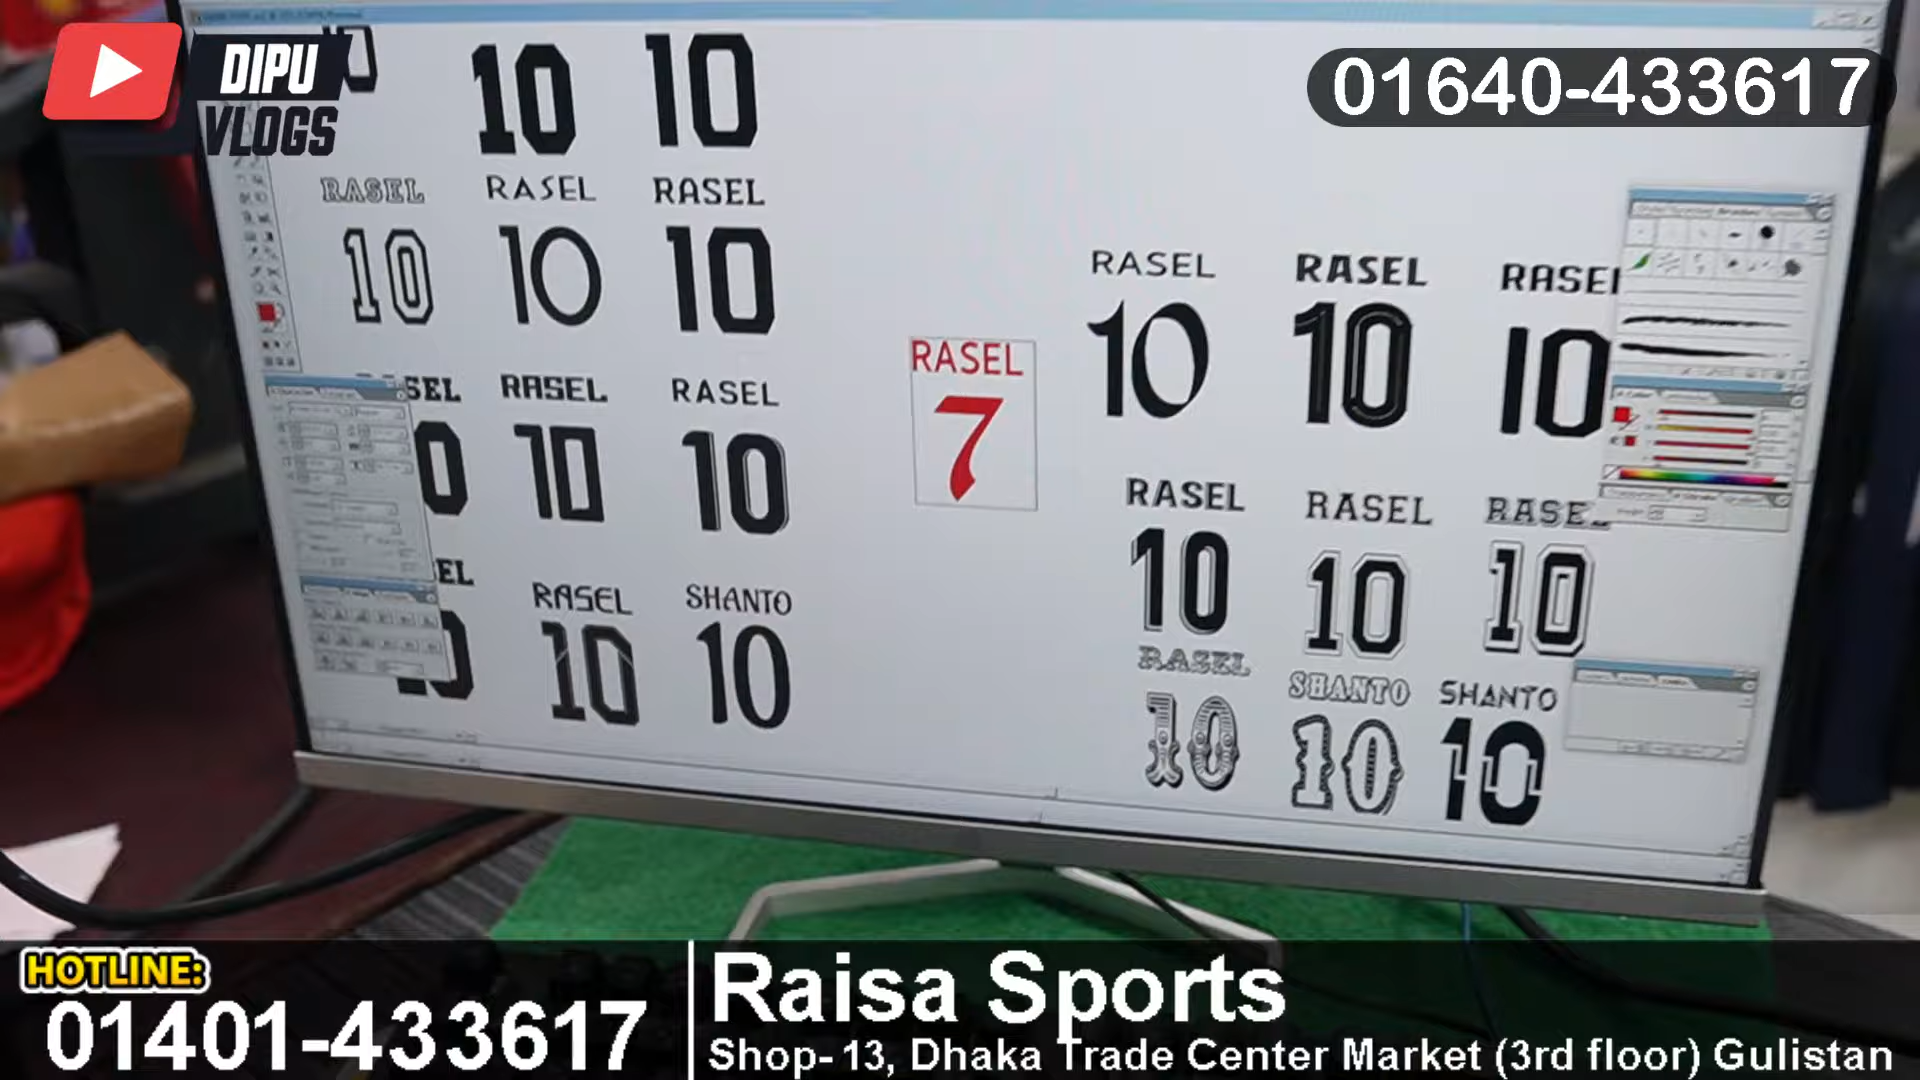 DIPU
VLOGS
01640-433617
10 10
RASEL RASEL RASEL
10 10 10
RASEL RASEL
10 10
RASEL SHANTO
10 10
RASEL
7
RASEL RASEL
10 10 10
RASEL RASEL
10 10 10
RASEL SHANTO SHANTO
10 10 10
HOTLINE:
01401-433617
Raisa Sports
Shop-13, Dhaka Trade Center Market (3rd floor) Gulistan